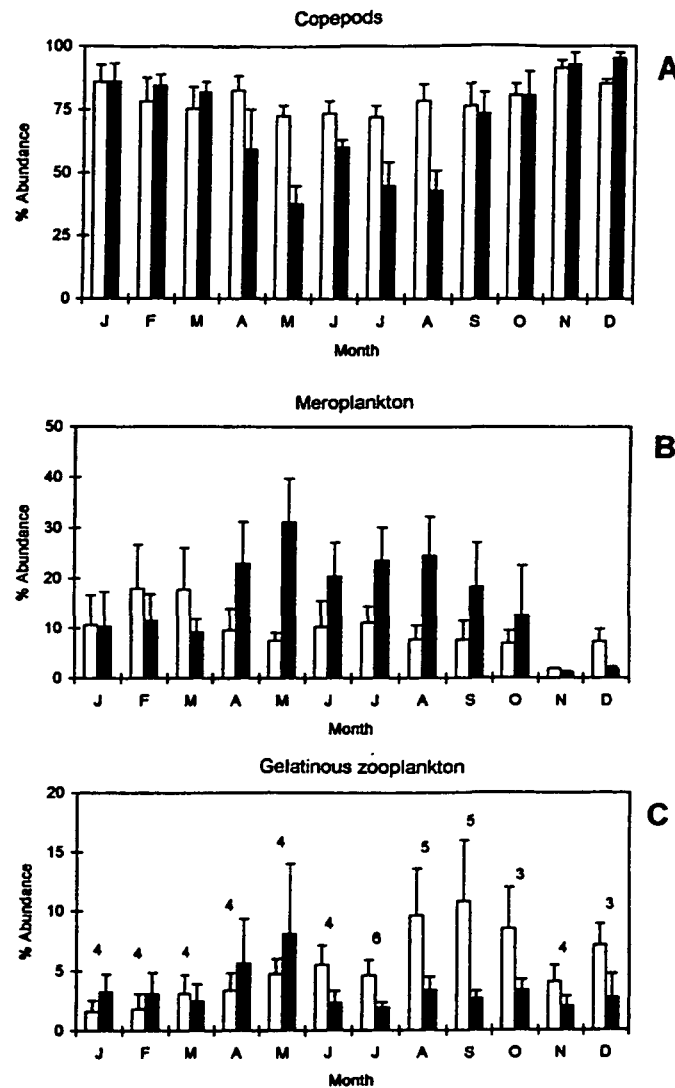 Copepods
A
100
75
50
25
0
% Abundance
J F M A M J J A S O N D
Month
Meroplankton
B
50
40
30
20
10
0
% Abundance
J F M A M J J A S O N D
Month
Gelatinous zooplankton
C
20
15
10
5
0
% Abundance
4 4 4 4 4 4 6 5 5 3 4 3
J F M A M J J A S O N D
Month